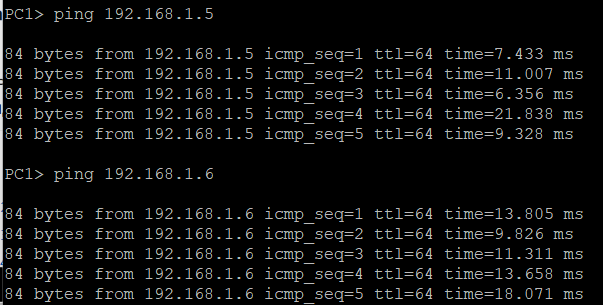 PC1> ping 192.168.1.5
84 bytes from 192.168.1.5 icmp_seq=1 ttl=64 time=7.433 ms
84 bytes from 192.168.1.5 icmp_seq=2 ttl=64 time=11.007 ms
84 bytes from 192.168.1.5 icmp_seq=3 ttl=64 time=6.356 ms
84 bytes from 192.168.1.5 icmp_seq=4 ttl=64 time=21.838 ms
84 bytes from 192.168.1.5 icmp_seq=5 ttl=64 time=9.328 ms
PC1> ping 192.168.1.6
84 bytes from 192.168.1.6 icmp_seq=1 ttl=64 time=13.805 ms
84 bytes from 192.168.1.6 icmp_seq=2 ttl=64 time=9.826 ms
84 bytes from 192.168.1.6 icmp_seq=3 ttl=64 time=11.311 ms
84 bytes from 192.168.1.6 icmp_seq=4 ttl=64 time=13.658 ms
84 bytes from 192.168.1.6 icmp_seq=5 ttl=64 time=18.071 ms